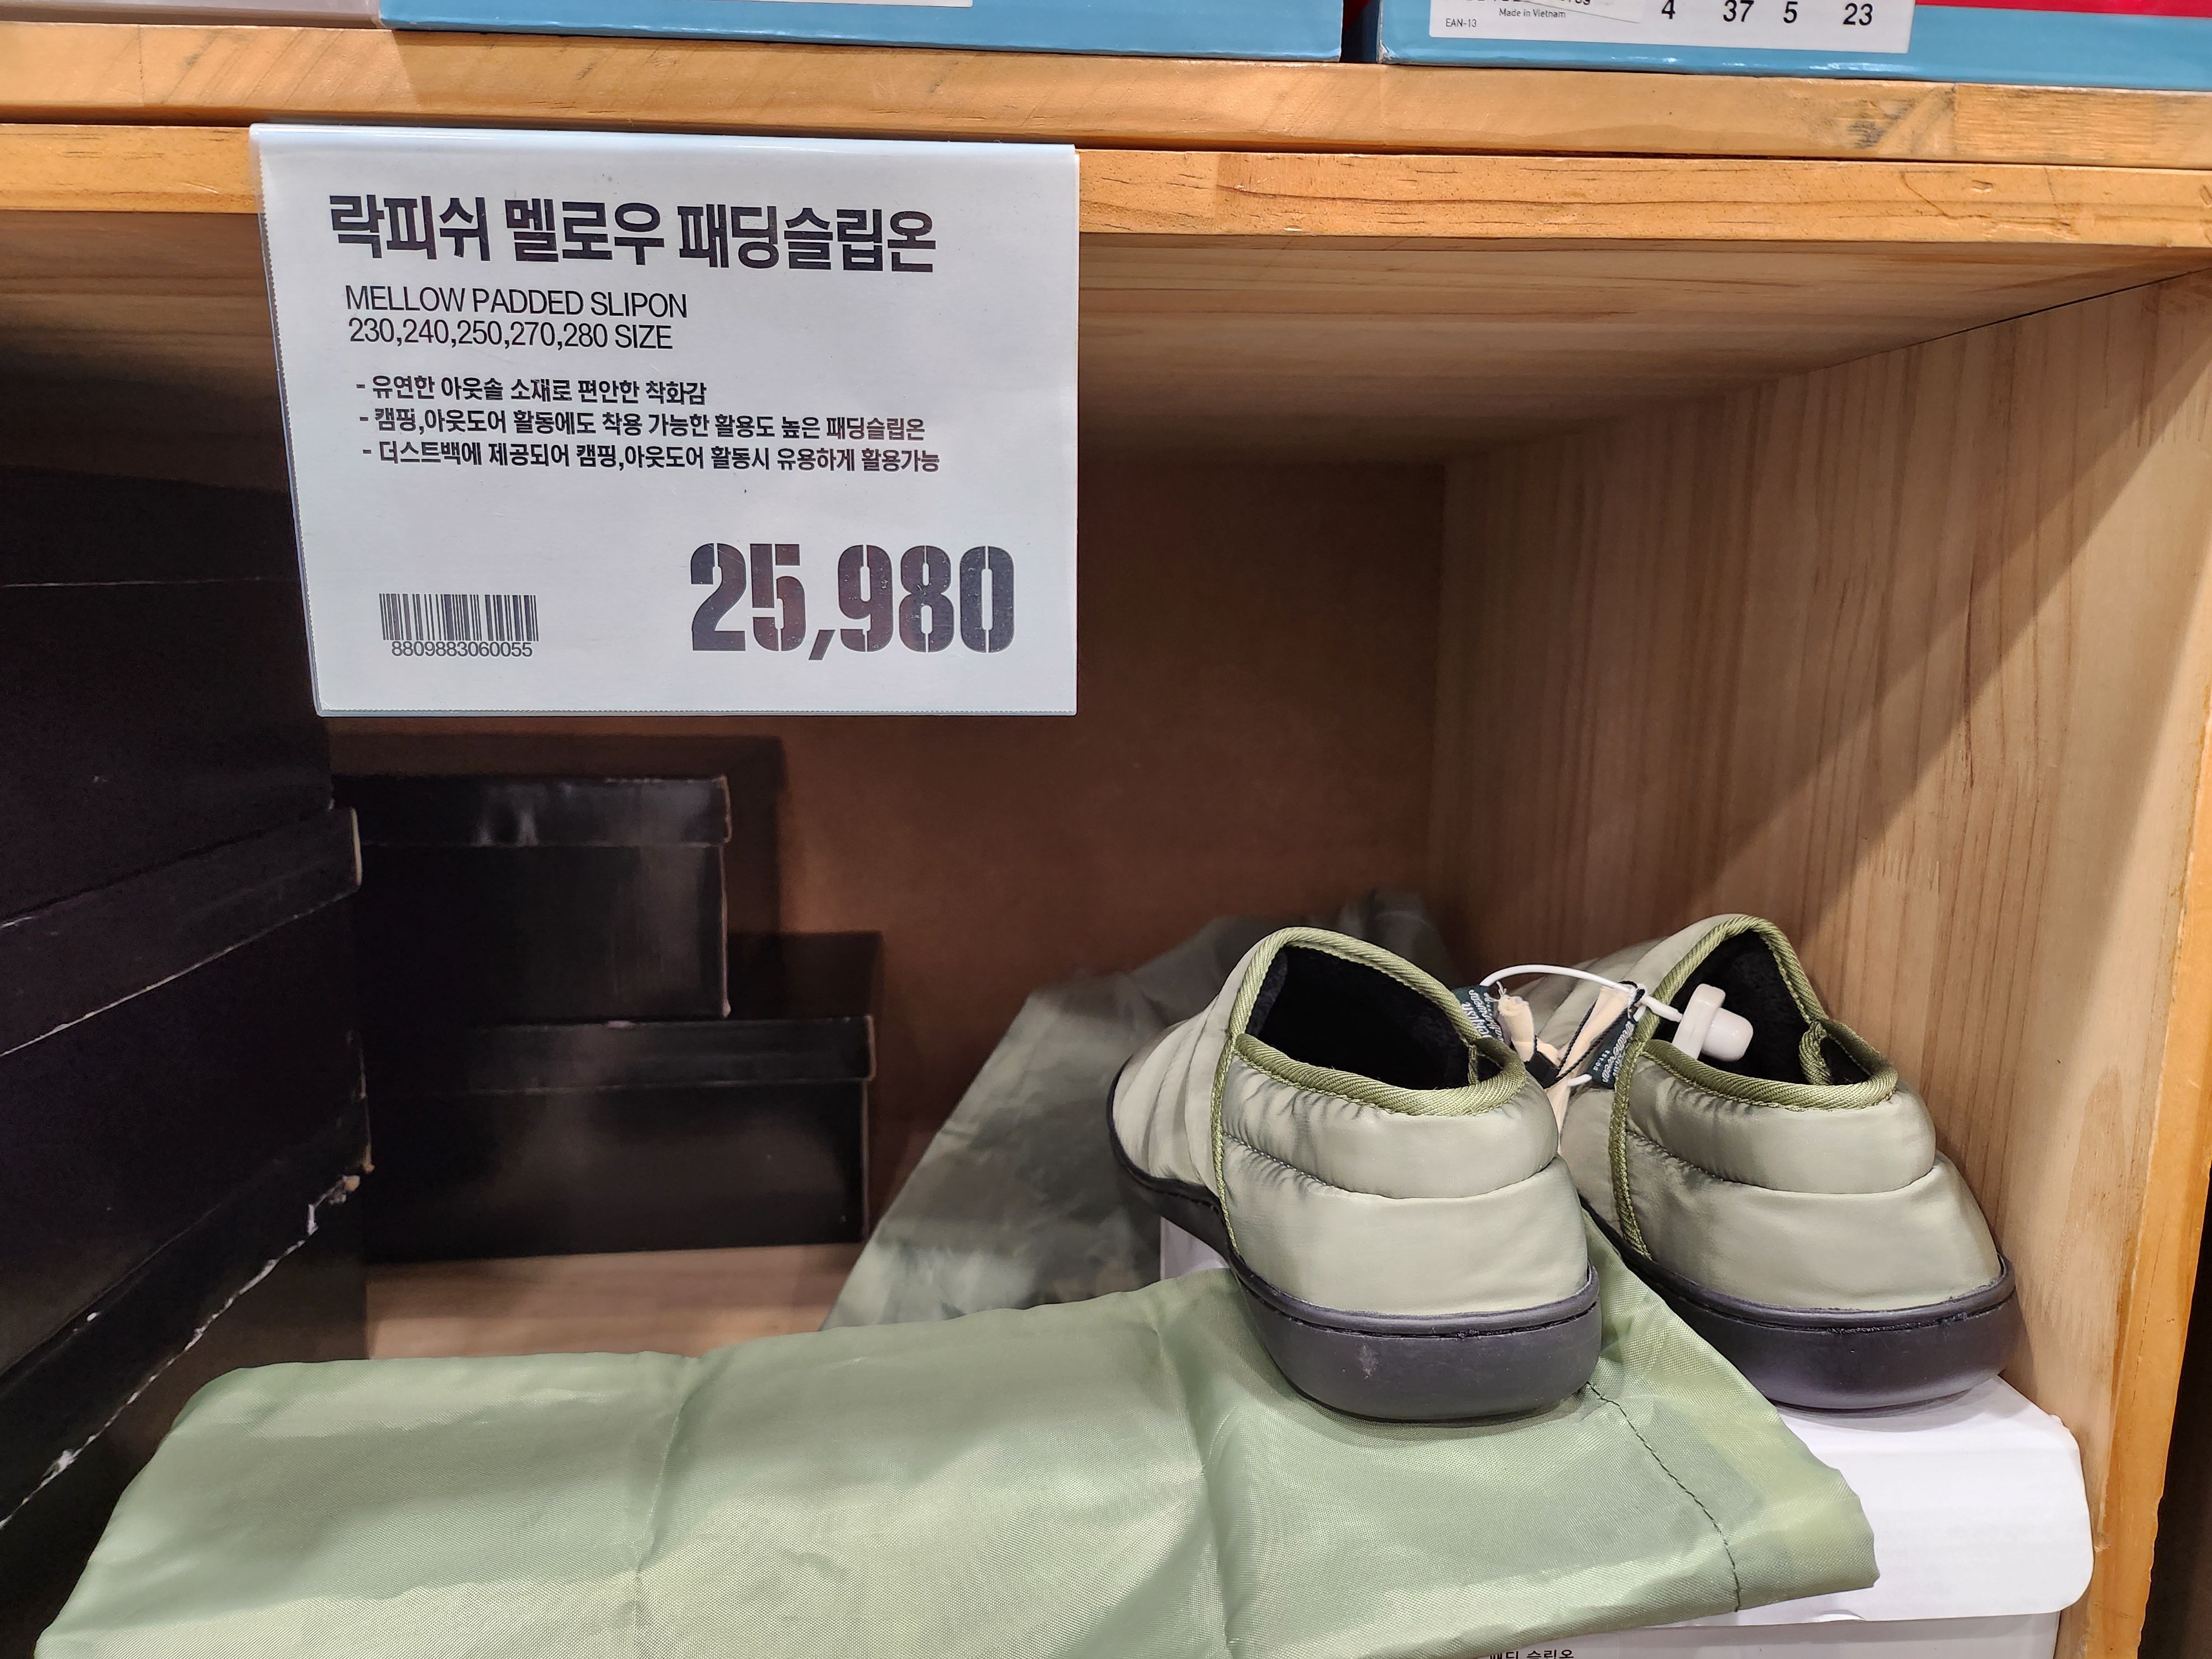 Made in Vietnam
EAN-13
4 37 5 23
락피쉬 멜로우 패딩슬립온
MELLOW PADDED SLIPON
230,240,250,270,280 SIZE
- 유연한 아웃솔 소재로 편안한 착화감
- 캠핑,아웃도어 활동에도 착용 가능한 활용도 높은 패딩슬립온
- 더스트백에 제공되어 캠핑,아웃도어 활동시 유용하게 활용가능
25,980
8809883060055